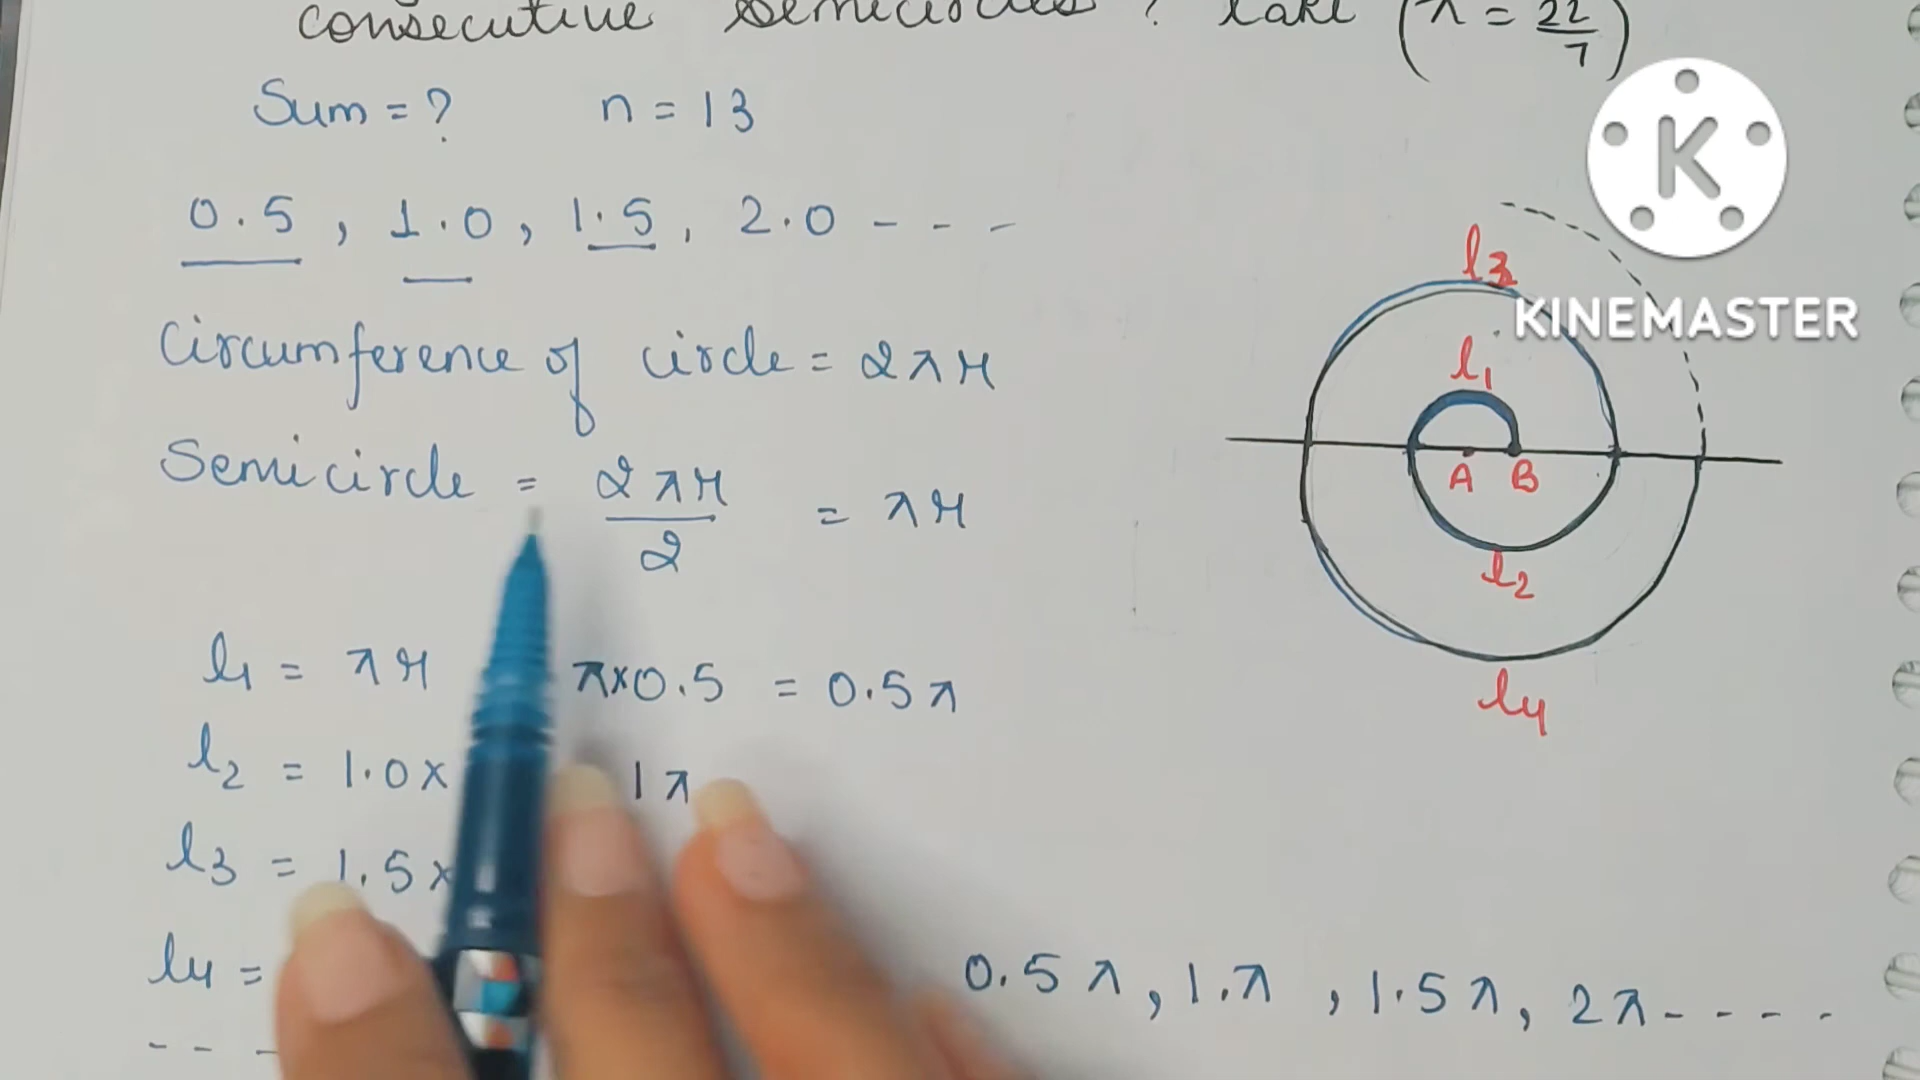 consecutive semicircles ? Take (π = 22/7)
Sum = ? n = 13
0.5 , 1.0 , 1.5 , 2.0 - - -
Circumference of circle = 2πr
Semicircle = 2πr/2 = πr
l1 = πr π×0.5 = 0.5π
l2 = 1.0× 1π
l3 = 1.5×
l4 =
0.5π , 1.π , 1.5π , 2π - - - -
- - -
l3
l1
A B
l2
l4
K
KINEMASTER